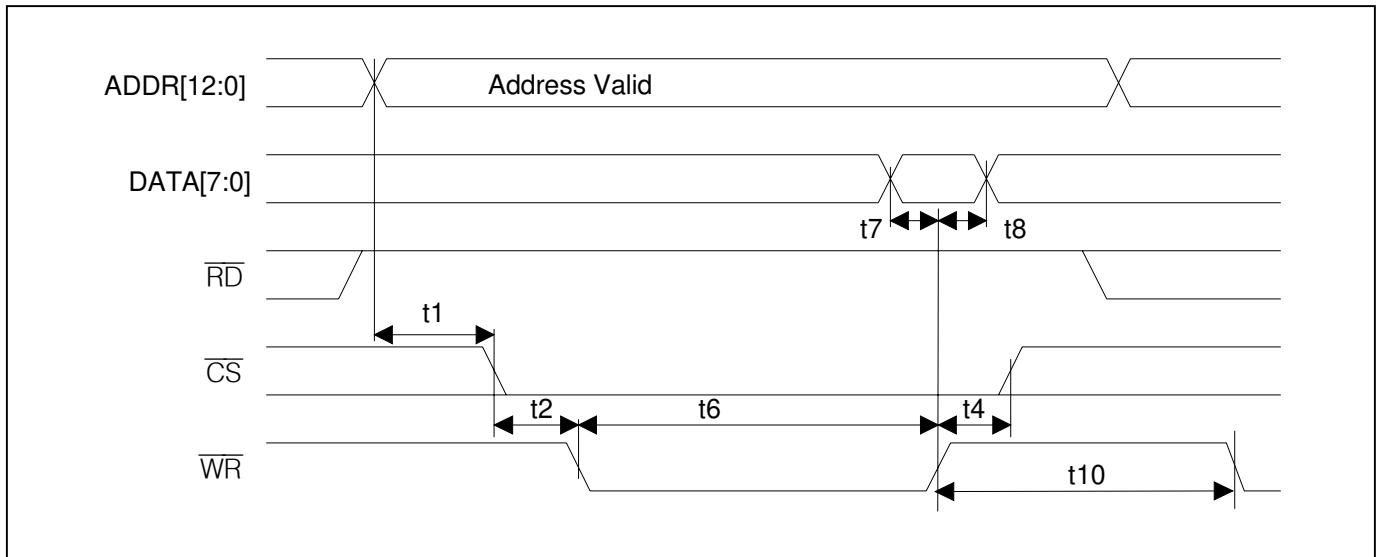 ADDR[12:0]
Address Valid
DATA[7:0]
t7
t8
RD
t1
CS
t2
t6
t4
WR
t10